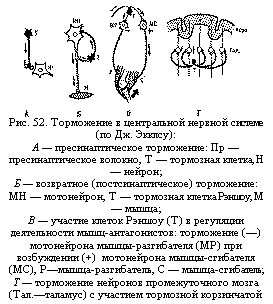 А
Б
В
Г
Рис. 52. Торможение в центральной нервной системе
(по Дж. Экклсу):
А — пресинаптическое торможение: Пр —
пресинаптическое волокно, Т — тормозная клетка, Н
— нейрон;
Б — возвратное (постсинаптическое) торможение:
МН — мотонейрон, Т — тормозная клетка Рэншоу, М
— мышца;
В — участие клеток Рэншоу (Т) в регуляции
деятельности мышц-антагонистов: торможение (—)
мотонейрона мышцы-разгибателя (МР) при
возбуждении (+) мотонейрона мышцы-сгибателя
(МС), Р—мышца-разгибатель, С — мышца-сгибатель;
Г — торможение нейронов промежуточного мозга
(Тал.—таламус) с участием тормозной корзинчатой